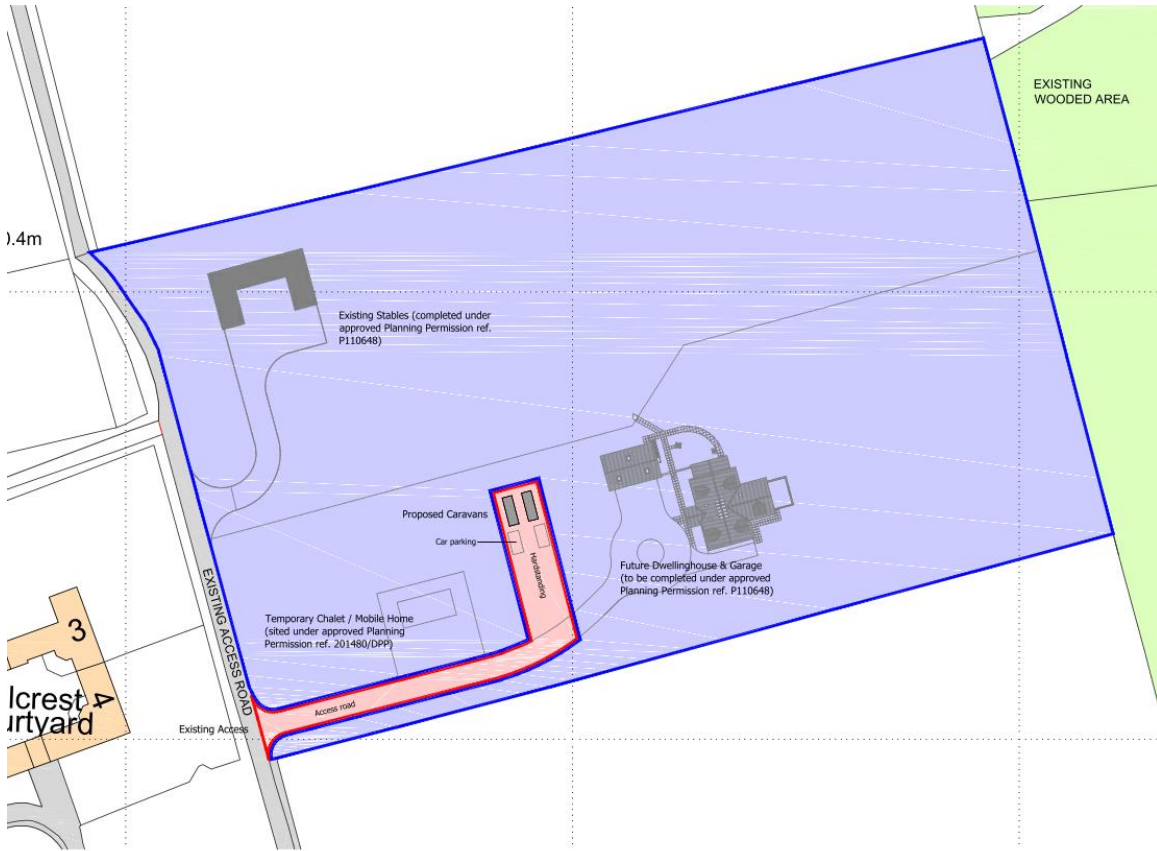 EXISTING
WOODED AREA
0.4m
Existing Stables (completed under
approved Planning Permission ref.
P110648)
Proposed Caravans
Car parking
Hardstanding
Future Dwellinghouse & Garage
(to be completed under approved
Planning Permission ref. P110648)
EXISTING ACCESS ROAD
Temporary Chalet / Mobile Home
(sited under approved Planning
Permission ref. 201480/DPP)
3
4
lcrest
urtyard
Access road
Existing Access